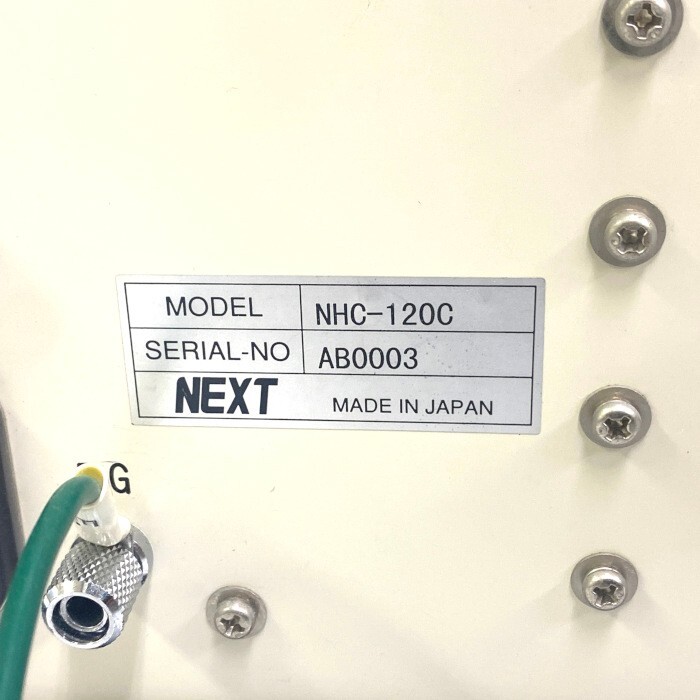 MODEL NHC-120C
SERIAL-NO AB0003
NEXT MADE IN JAPAN
G